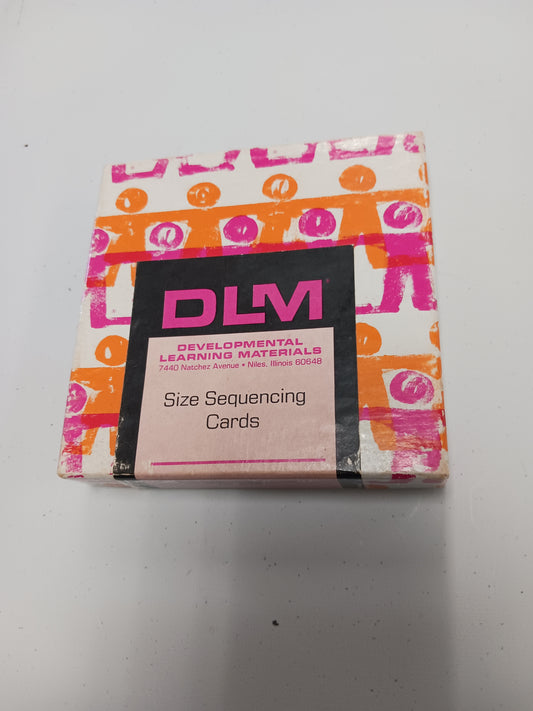 DLM
DEVELOPMENTAL
LEARNING MATERIALS
7440 Natchez Avenue • Niles, Illinois 60648
Size Sequencing
Cards